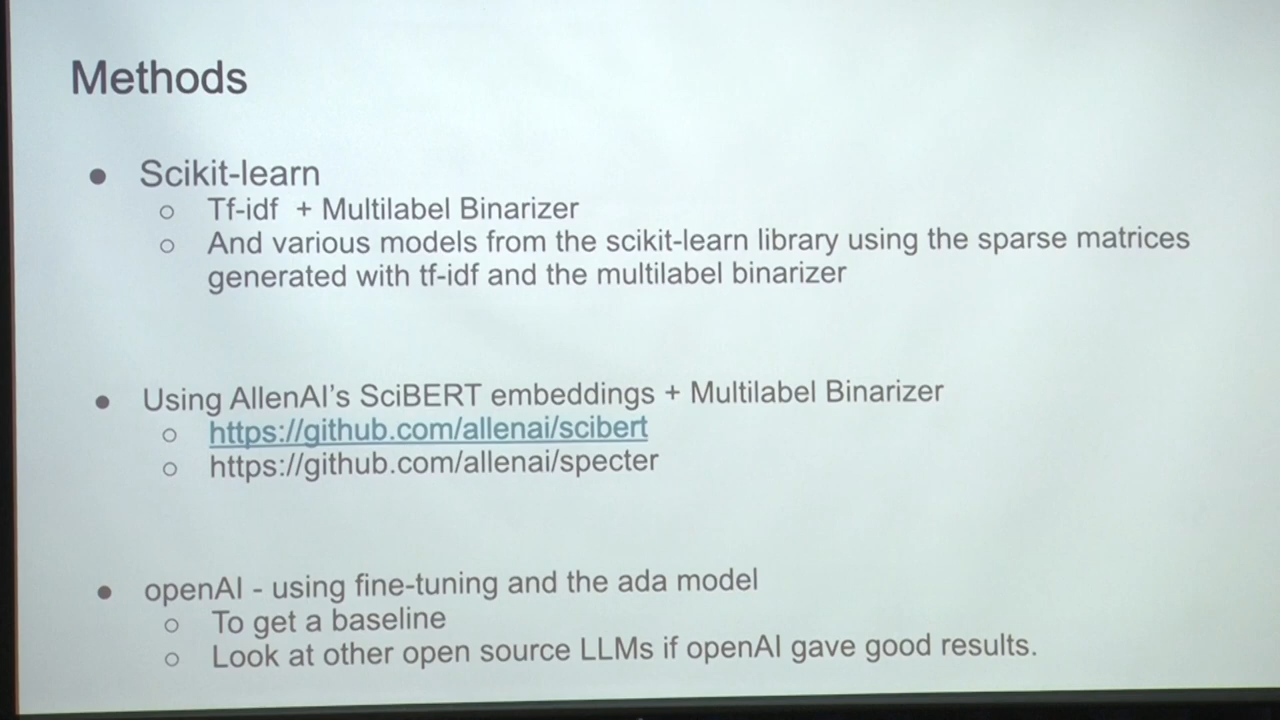 Methods
● Scikit-learn
○ Tf-idf + Multilabel Binarizer
○ And various models from the scikit-learn library using the sparse matrices
generated with tf-idf and the multilabel binarizer
● Using AllenAI's SciBERT embeddings + Multilabel Binarizer
○ https://github.com/allenai/scibert
○ https://github.com/allenai/specter
● openAI - using fine-tuning and the ada model
○ To get a baseline
○ Look at other open source LLMs if openAI gave good results.